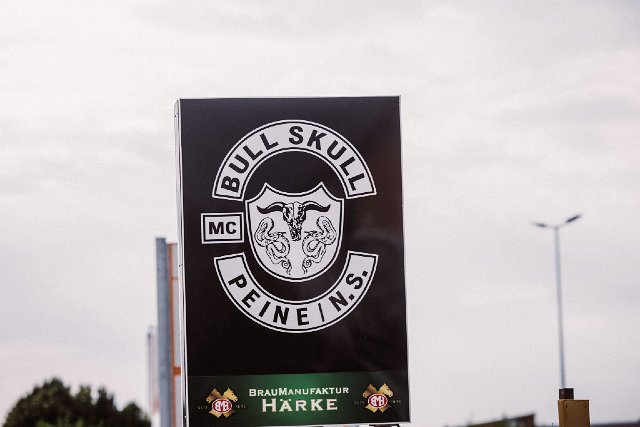 BULL SKULL
MC
PEINE / N.S.
BRAUMANUFAKTUR
HÄRKE